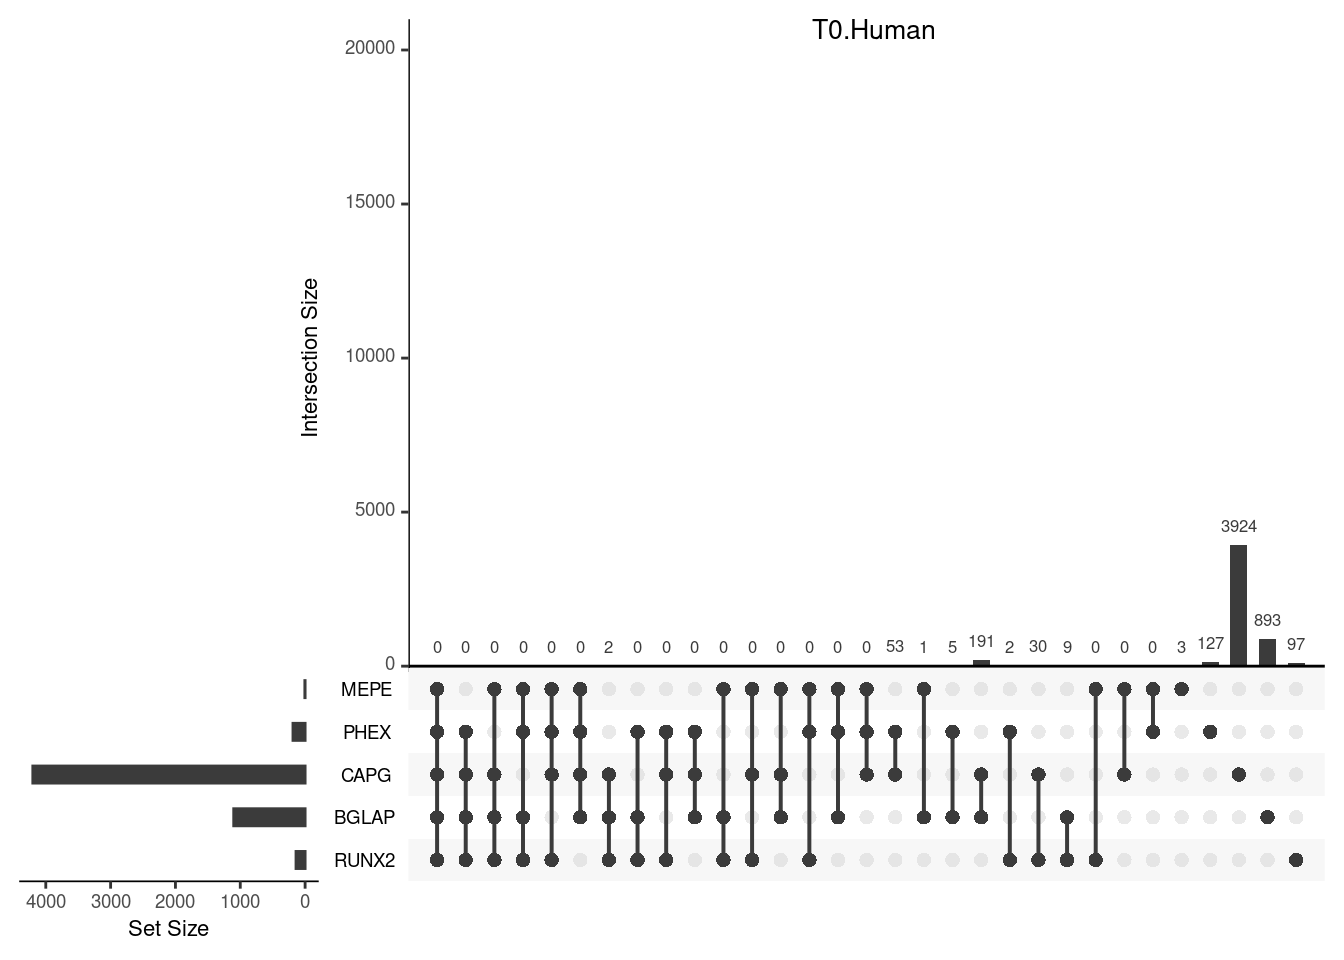 T0.Human
20000
15000
10000
5000
0
Intersection Size
0 0 0 0 0 0 2 0 0 0 0 0 0 0 0 0 53 1 5 191 2 30 9 0 0 0 3 127 3924 893 97
MEPE
PHEX
CAPG
BGLAP
RUNX2
4000 3000 2000 1000 0
Set Size